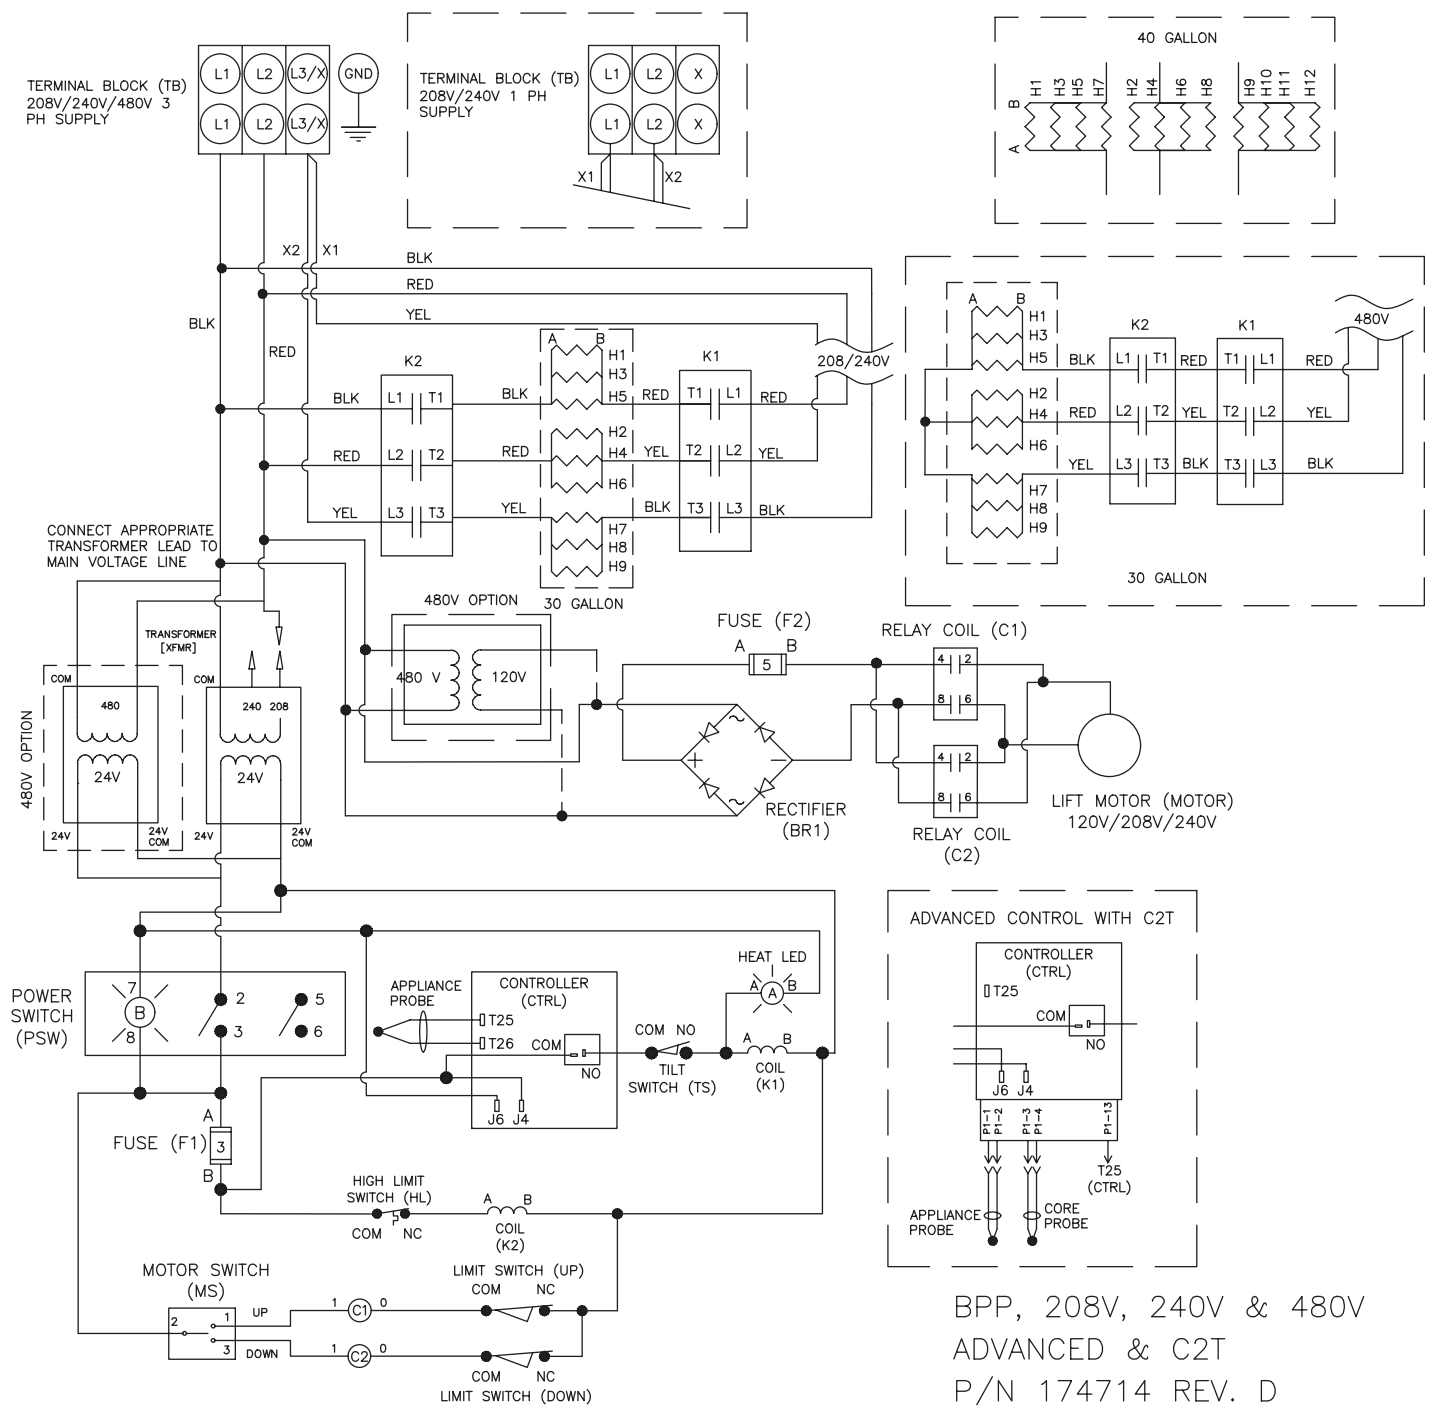 TERMINAL BLOCK (TB)
208V/240V/480V 3
PH SUPPLY
L1 L2 L3/X GND
L1 L2 L3/X
TERMINAL BLOCK (TB)
208V/240V 1 PH
SUPPLY
L1 L2 X
L1 L2 X
X1 X2
40 GALLON
H1 H3 H5 H7 H2 H4 H6 H8 H9 H10 H11 H12
B
A
X2 X1
BLK
RED
YEL
BLK
RED
208/240V
K2
A B
K1
H1
H3
H5
H2
H4
H6
H7
H8
H9
BLK L1 T1 BLK RED T1 L1 RED
RED L2 T2 RED YEL T2 L2 YEL
YEL L3 T3 YEL BLK T3 L3 BLK
30 GALLON
A B
H1
H3
H5
H2
H4
H6
H7
H8
H9
K2 K1
480V
BLK L1 T1 RED T1 L1 RED
RED L2 T2 YEL T2 L2 YEL
YEL L3 T3 BLK T3 L3 BLK
30 GALLON
CONNECT APPROPRIATE
TRANSFORMER LEAD TO
MAIN VOLTAGE LINE
TRANSFORMER
[XFMR]
480V OPTION
COM
480
24V
24V
24V
COM
COM
240 208
24V
24V
24V
COM
480V OPTION
480 V 120V
FUSE (F2)
A B
5
RECTIFIER
(BR1)
RELAY COIL (C1)
4 2
8 6
4 2
8 6
RELAY COIL
(C2)
LIFT MOTOR (MOTOR)
120V/208V/240V
POWER
SWITCH
(PSW)
7
B
8
2
3
5
6
APPLIANCE
PROBE
CONTROLLER
(CTRL)
T25
T26
COM
NO
J6 J4
HEAT LED
A A B
COM NO
TILT
SWITCH (TS)
A B
COIL
(K1)
A
FUSE (F1)
3
B
HIGH LIMIT
SWITCH (HL)
COM NC
A B
COIL
(K2)
MOTOR SWITCH
(MS)
2
1
3
UP
DOWN
1 C1 0
1 C2 0
LIMIT SWITCH (UP)
COM NC
COM NC
LIMIT SWITCH (DOWN)
ADVANCED CONTROL WITH C2T
CONTROLLER
(CTRL)
T25
COM
NO
J6 J4
P1-1 P1-2 P1-3 P1-4 P1-13
T25
(CTRL)
APPLIANCE
PROBE
CORE
PROBE
BPP, 208V, 240V & 480V
ADVANCED & C2T
P/N 174714 REV. D